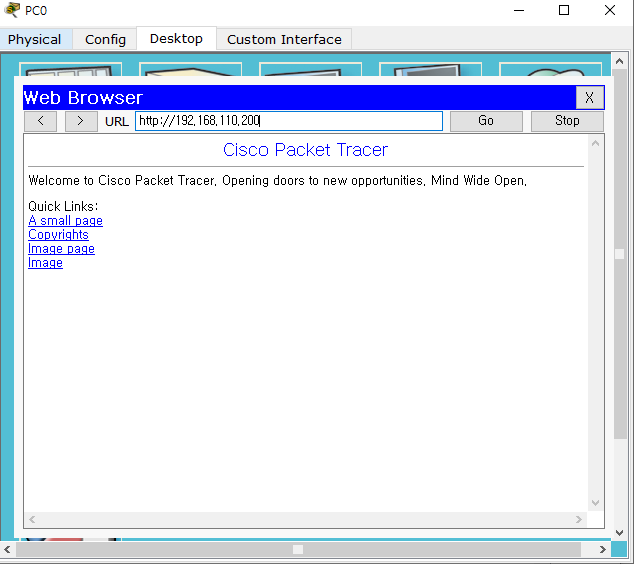 PC0
Physical Config Desktop Custom Interface
Web Browser X
< > URL http://192.168.110.200 Go Stop
Cisco Packet Tracer
Welcome to Cisco Packet Tracer. Opening doors to new opportunities. Mind Wide Open.
Quick Links:
A small page
Copyrights
Image page
Image